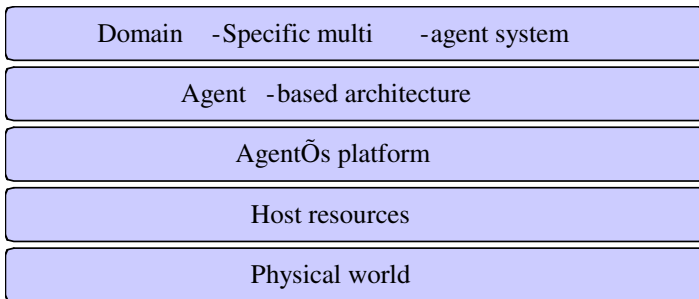 Domain -Specific multi -agent system
Agent -based architecture
AgentÕs platform
Host resources
Physical world